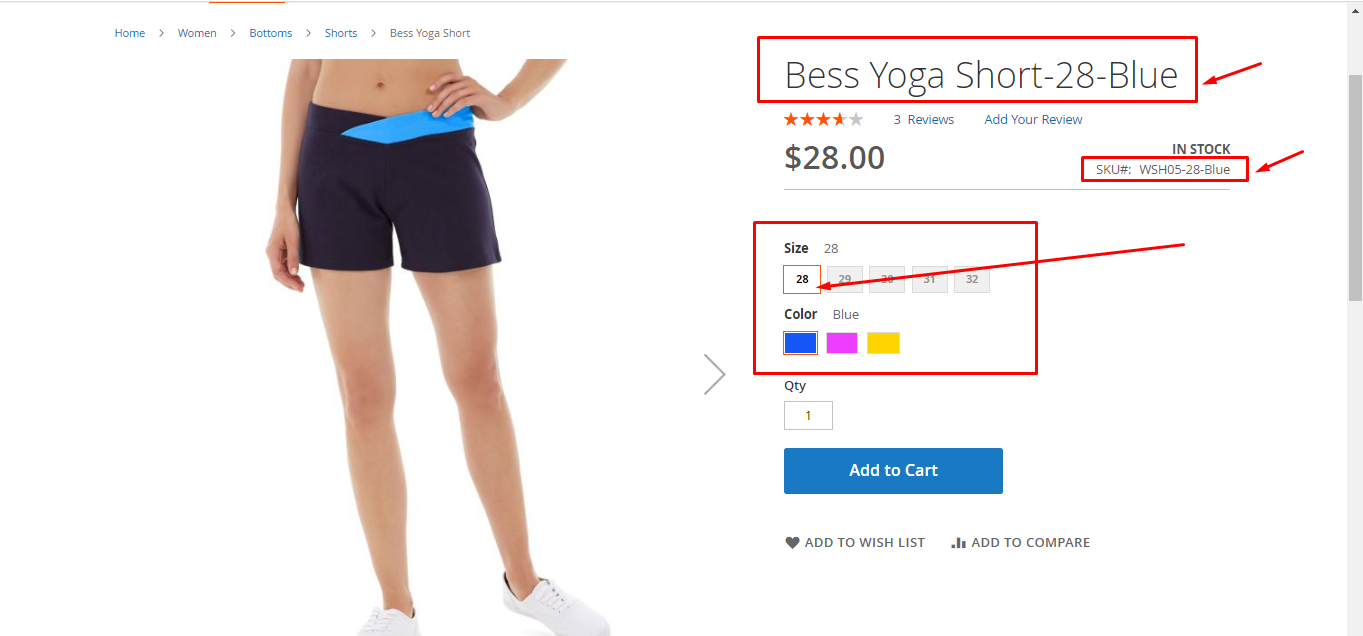 Home > Women > Bottoms > Shorts > Bess Yoga Short
Bess Yoga Short-28-Blue
3 Reviews Add Your Review
$28.00
IN STOCK
SKU#: WSH05-28-Blue
Size 28
28 29 30 31 32
Color Blue
Qty
1
Add to Cart
ADD TO WISH LIST ADD TO COMPARE